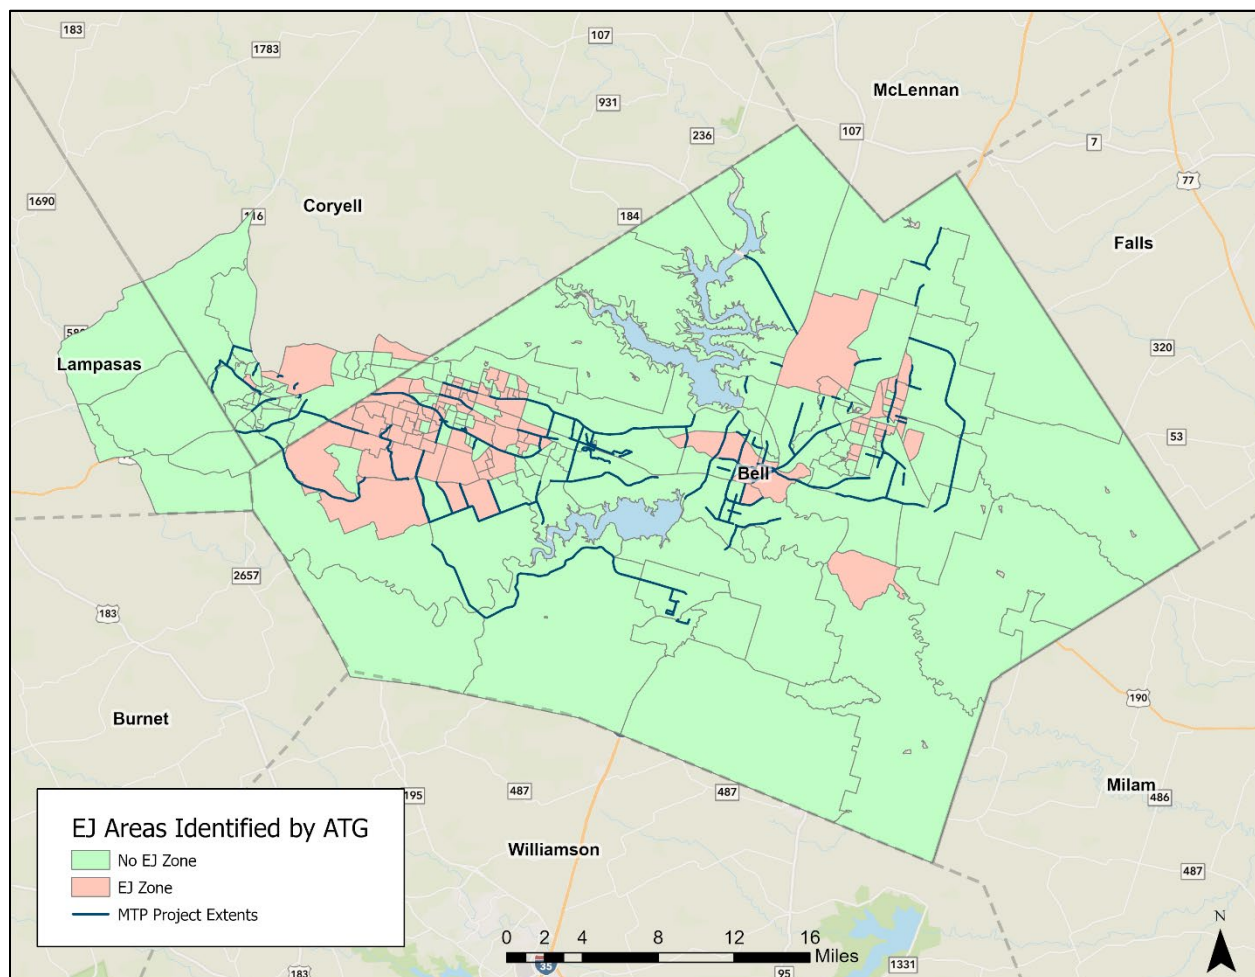 183
1783
107
McLennan
931
236
107
7
77
1690
Coryell
116
184
Falls
320
Lampasas
53
Bell
2657
183
190
Burnet
Milam
486
195
487
487
Williamson
487
EJ Areas Identified by ATG
No EJ Zone
EJ Zone
MTP Project Extents
0 2 4 8 12 16
Miles
N
183
35
95
1331